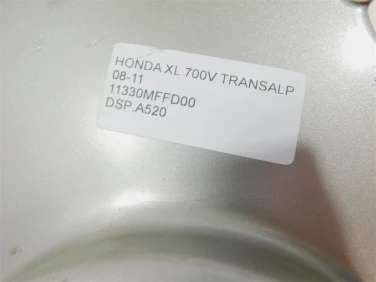 HONDA XL 700V TRANSALP
08-11
11330MFFD00
DSP.A520